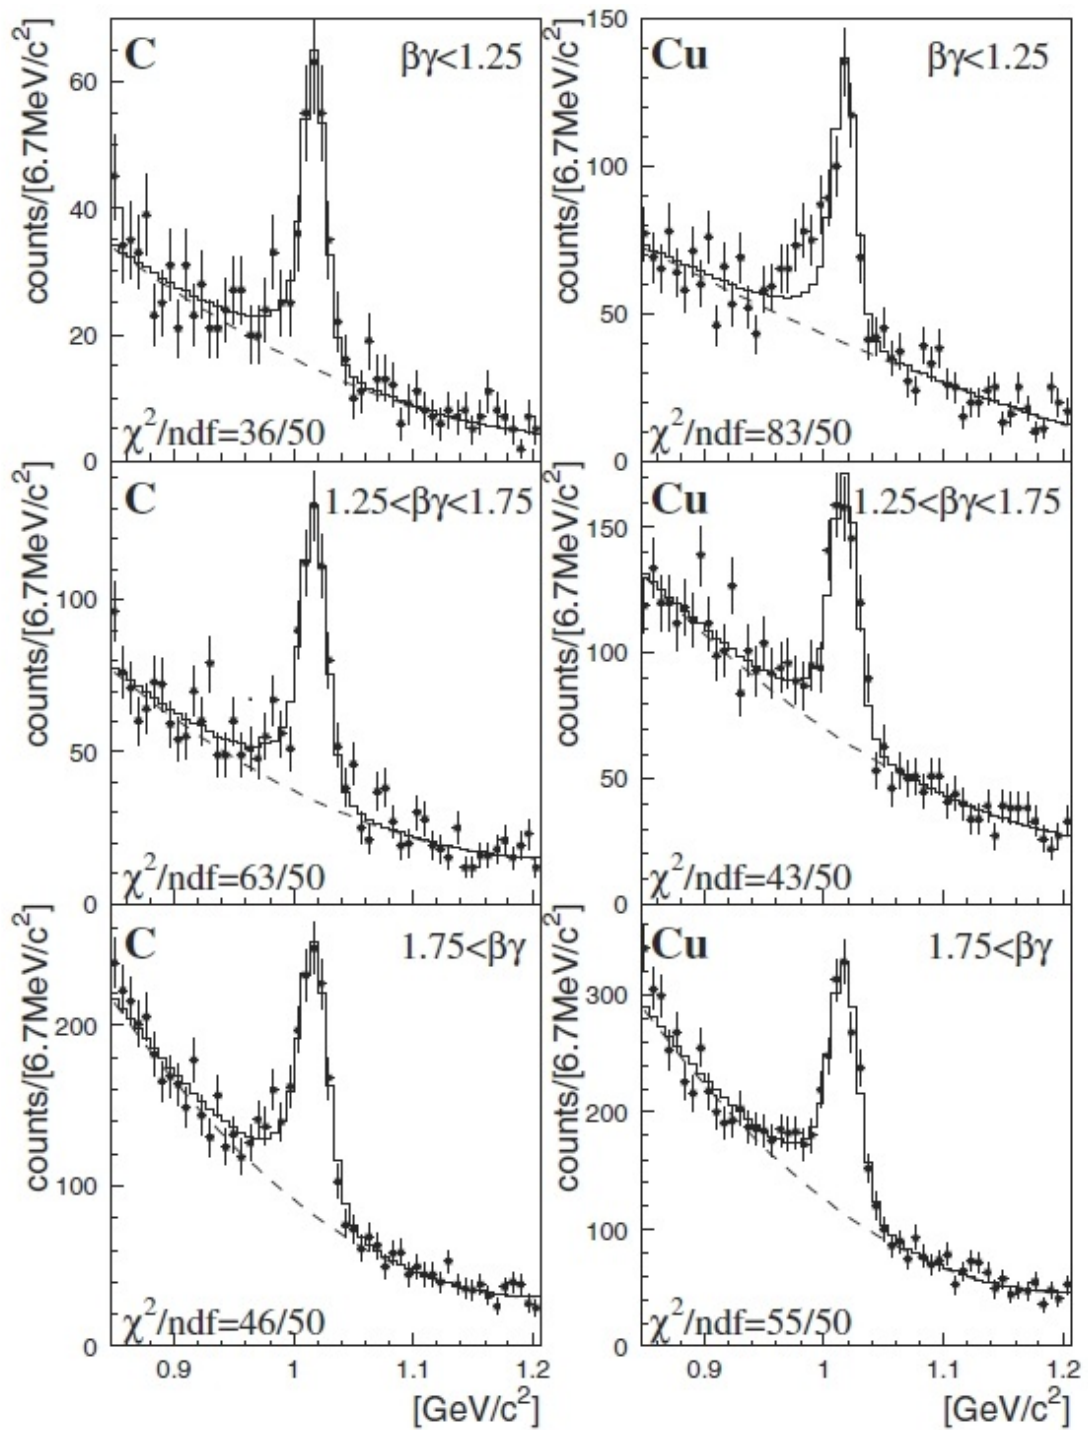 C βγ<1.25
60
40
20
0
counts/[6.7MeV/c²]
χ²/ndf=36/50
Cu βγ<1.25
150
100
50
0
counts/[6.7MeV/c²]
χ²/ndf=83/50
C 1.25<βγ<1.75
100
50
0
counts/[6.7MeV/c²]
χ²/ndf=63/50
Cu 1.25<βγ<1.75
150
100
50
0
counts/[6.7MeV/c²]
χ²/ndf=43/50
C 1.75<βγ
200
100
0
counts/[6.7MeV/c²]
χ²/ndf=46/50
0.9 1 1.1 1.2
[GeV/c²]
Cu 1.75<βγ
300
200
100
0
counts/[6.7MeV/c²]
χ²/ndf=55/50
0.9 1 1.1 1.2
[GeV/c²]